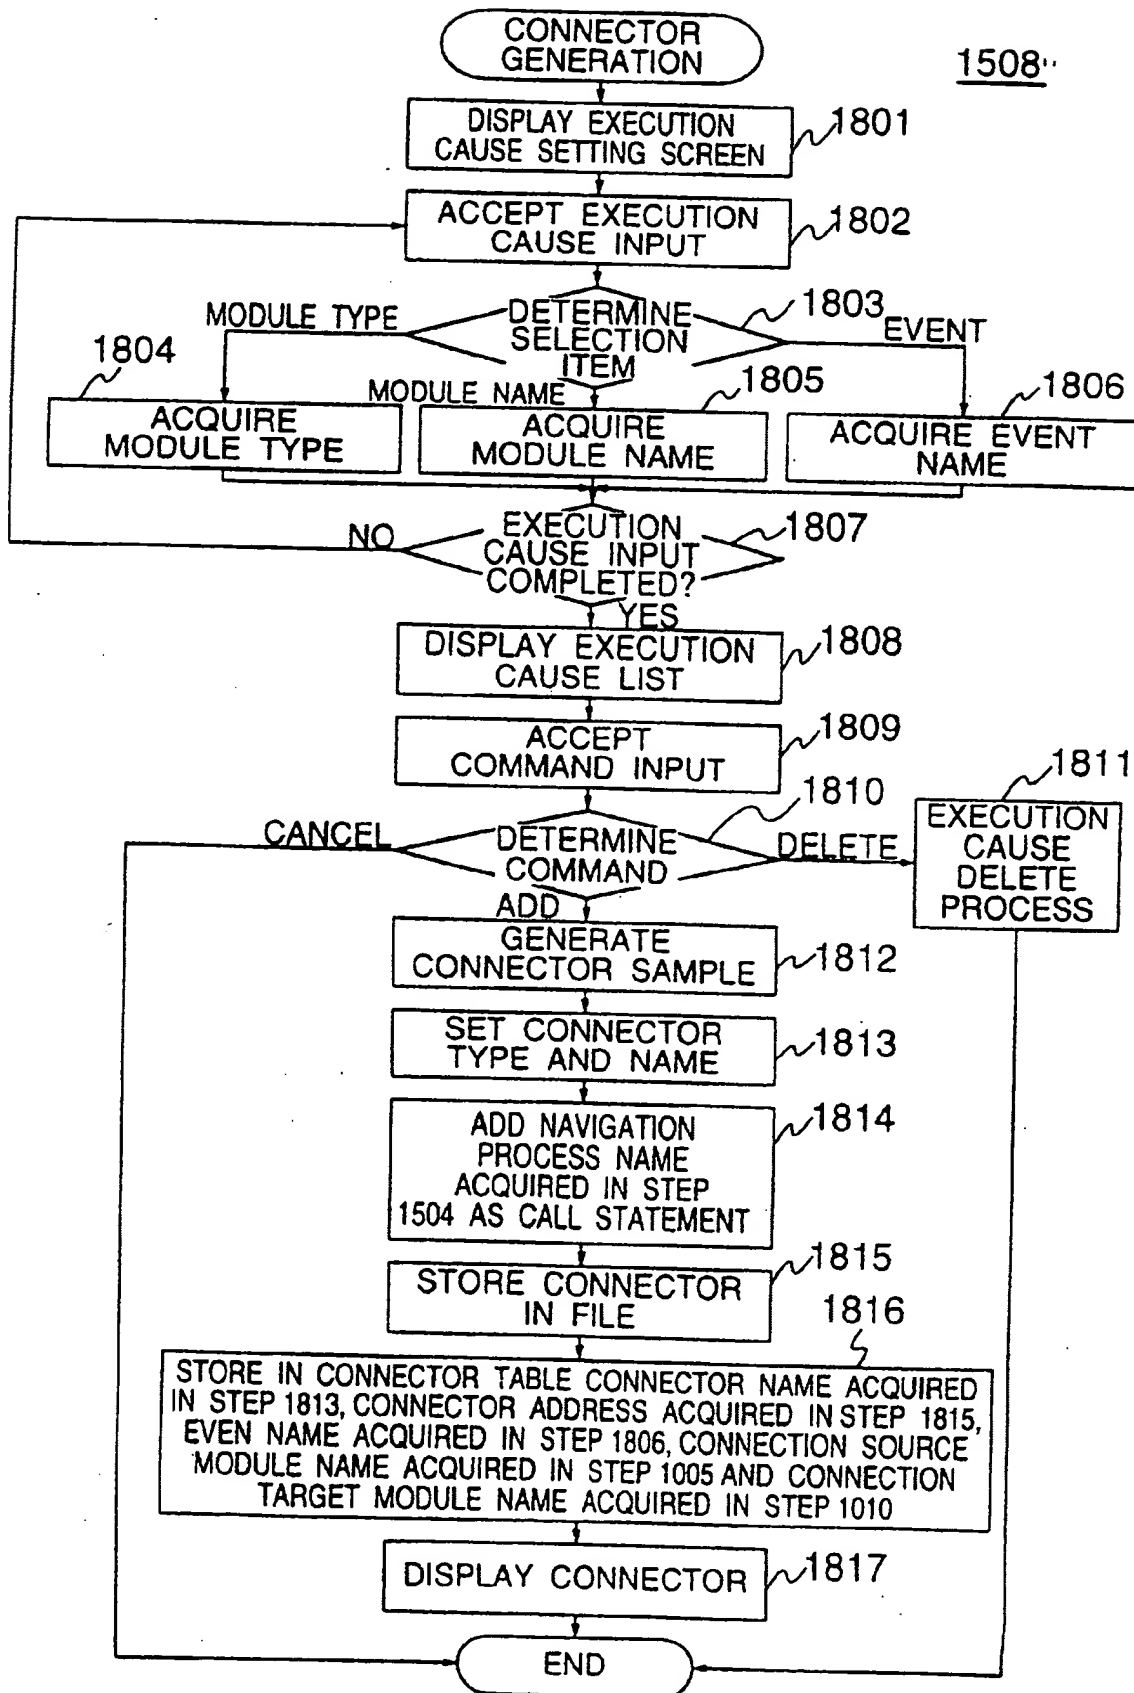 CONNECTOR
GENERATION
1508''
DISPLAY EXECUTION
CAUSE SETTING SCREEN
1801
ACCEPT EXECUTION
CAUSE INPUT
1802
DETERMINE
SELECTION
ITEM
1803
MODULE TYPE
EVENT
MODULE NAME
1804
ACQUIRE
MODULE TYPE
1805
ACQUIRE
MODULE NAME
1806
ACQUIRE EVENT
NAME
EXECUTION
CAUSE INPUT
COMPLETED?
1807
NO
YES
DISPLAY EXECUTION
CAUSE LIST
1808
ACCEPT
COMMAND INPUT
1809
DETERMINE
COMMAND
1810
CANCEL
DELETE
ADD
1811
EXECUTION
CAUSE
DELETE
PROCESS
GENERATE
CONNECTOR SAMPLE
1812
SET CONNECTOR
TYPE AND NAME
1813
ADD NAVIGATION
PROCESS NAME
ACQUIRED IN STEP
1504 AS CALL STATEMENT
1814
STORE CONNECTOR
IN FILE
1815
1816
STORE IN CONNECTOR TABLE CONNECTOR NAME ACQUIRED
IN STEP 1813, CONNECTOR ADDRESS ACQUIRED IN STEP 1815,
EVEN NAME ACQUIRED IN STEP 1806, CONNECTION SOURCE
MODULE NAME ACQUIRED IN STEP 1005 AND CONNECTION
TARGET MODULE NAME ACQUIRED IN STEP 1010
DISPLAY CONNECTOR
1817
END